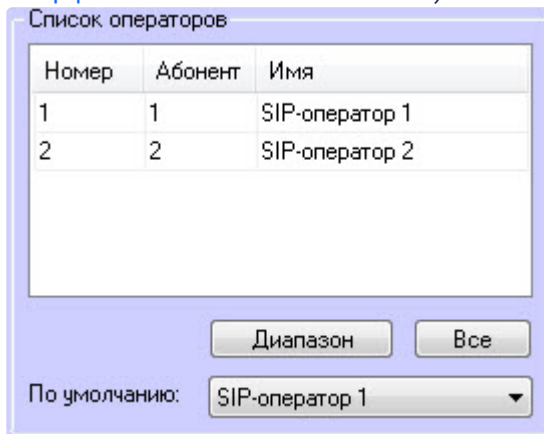 Список операторов
Номер Абонент Имя
1 1 SIP-оператор 1
2 2 SIP-оператор 2
Диапазон Все
По умолчанию: SIP-оператор 1